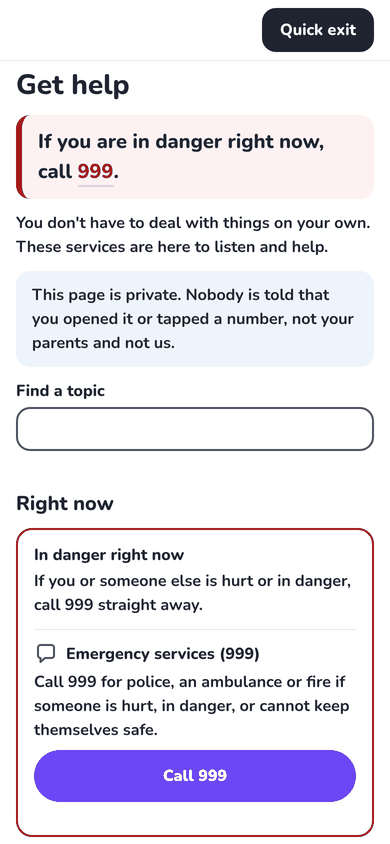 Quick exit
Get help
If you are in danger right now,
call 999.
You don't have to deal with things on your own.
These services are here to listen and help.
This page is private. Nobody is told that
you opened it or tapped a number, not your
parents and not us.
Find a topic
Right now
In danger right now
If you or someone else is hurt or in danger,
call 999 straight away.
Emergency services (999)
Call 999 for police, an ambulance or fire if
someone is hurt, in danger, or cannot keep
themselves safe.
Call 999